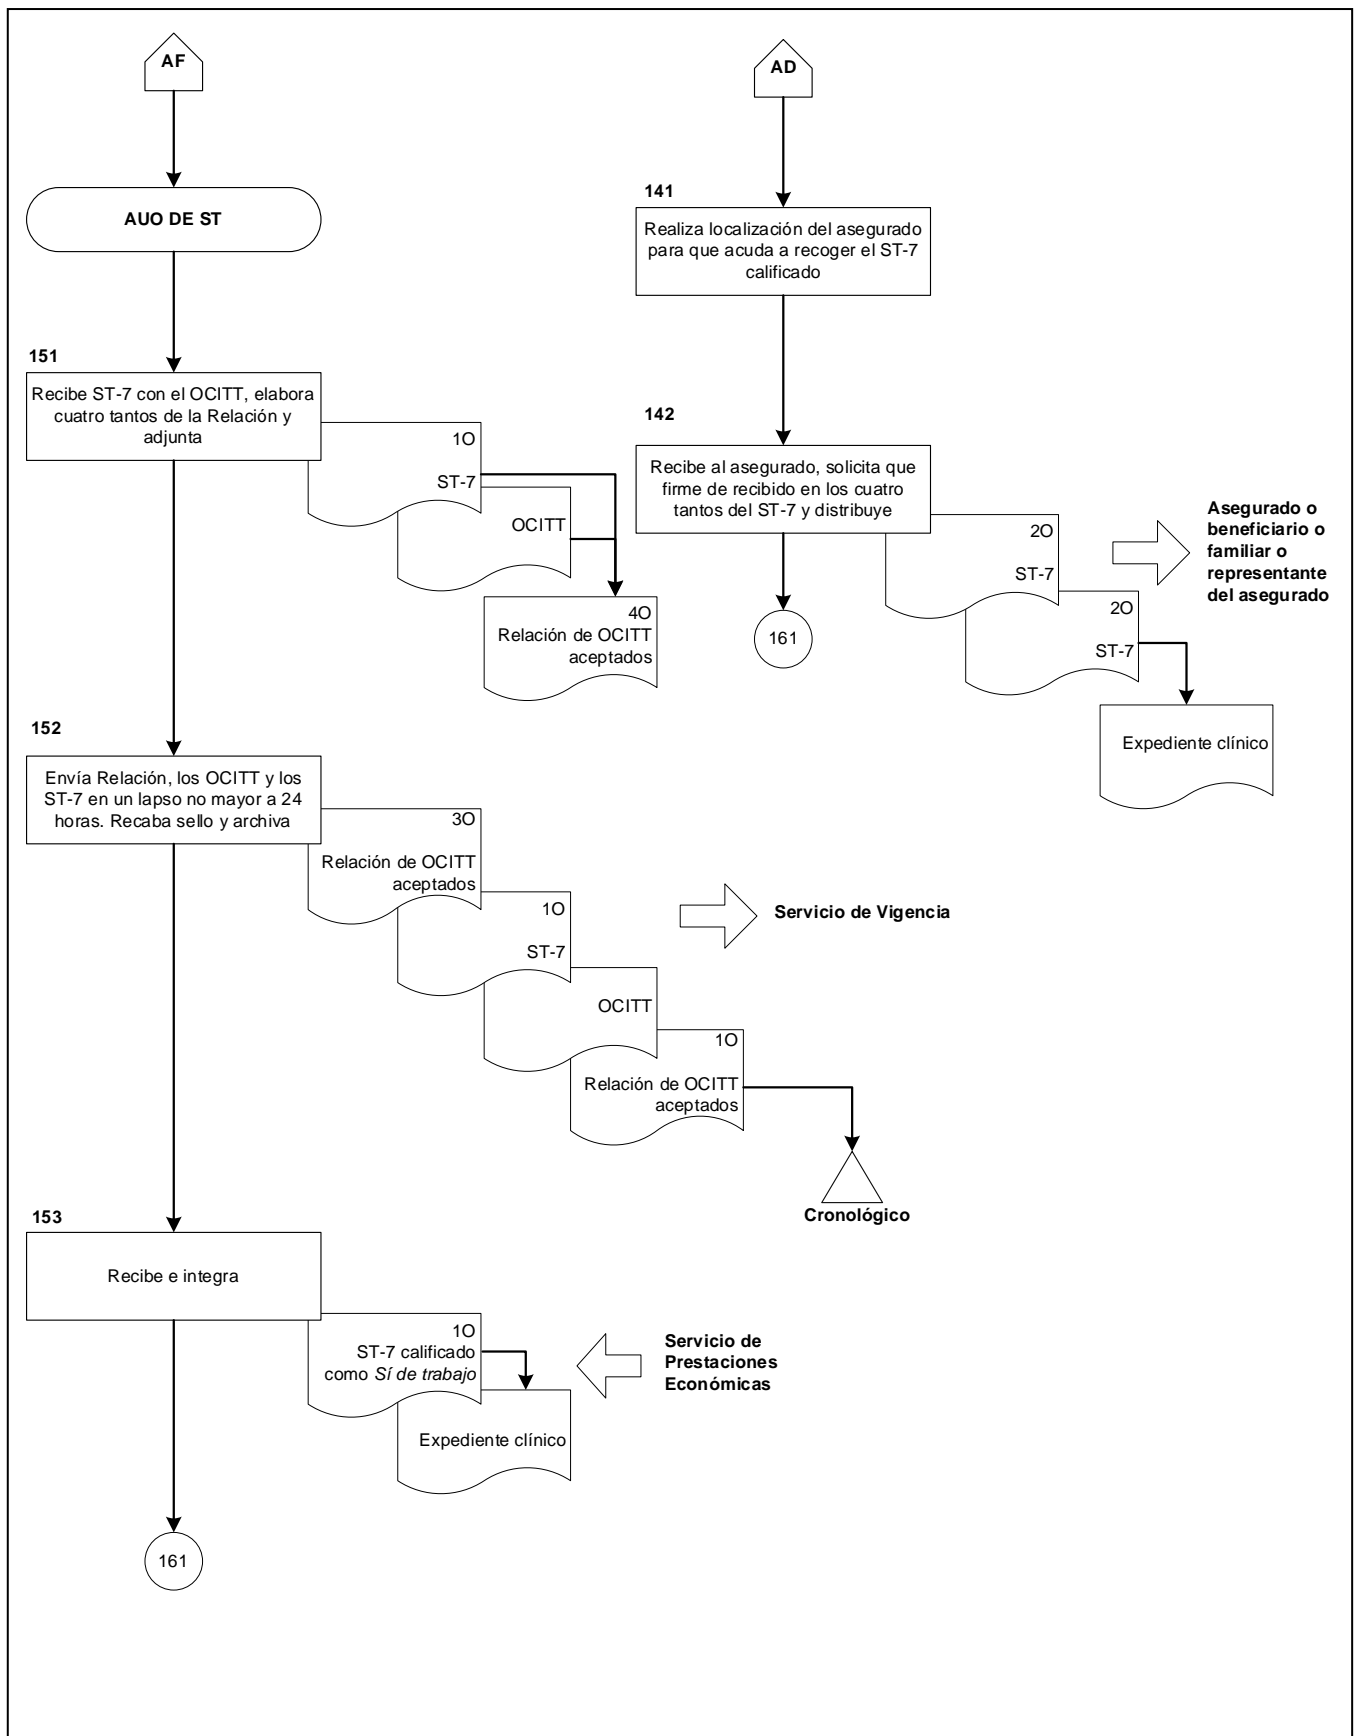 AF
AUO DE ST
151
Recibe ST-7 con el OCITT, elabora
cuatro tantos de la Relación y
adjunta
1O
ST-7
OCITT
4O
Relación de OCITT
aceptados
152
Envía Relación, los OCITT y los
ST-7 en un lapso no mayor a 24
horas. Recaba sello y archiva
3O
Relación de OCITT
aceptados
1O
ST-7
OCITT
1O
Relación de OCITT
aceptados
Servicio de Vigencia
Cronológico
153
Recibe e integra
1O
ST-7 calificado
como Sí de trabajo
Expediente clínico
Servicio de
Prestaciones
Económicas
161
AD
141
Realiza localización del asegurado
para que acuda a recoger el ST-7
calificado
142
Recibe al asegurado, solicita que
firme de recibido en los cuatro
tantos del ST-7 y distribuye
2O
ST-7
2O
ST-7
Asegurado o
beneficiario o
familiar o
representante
del asegurado
Expediente clínico
161